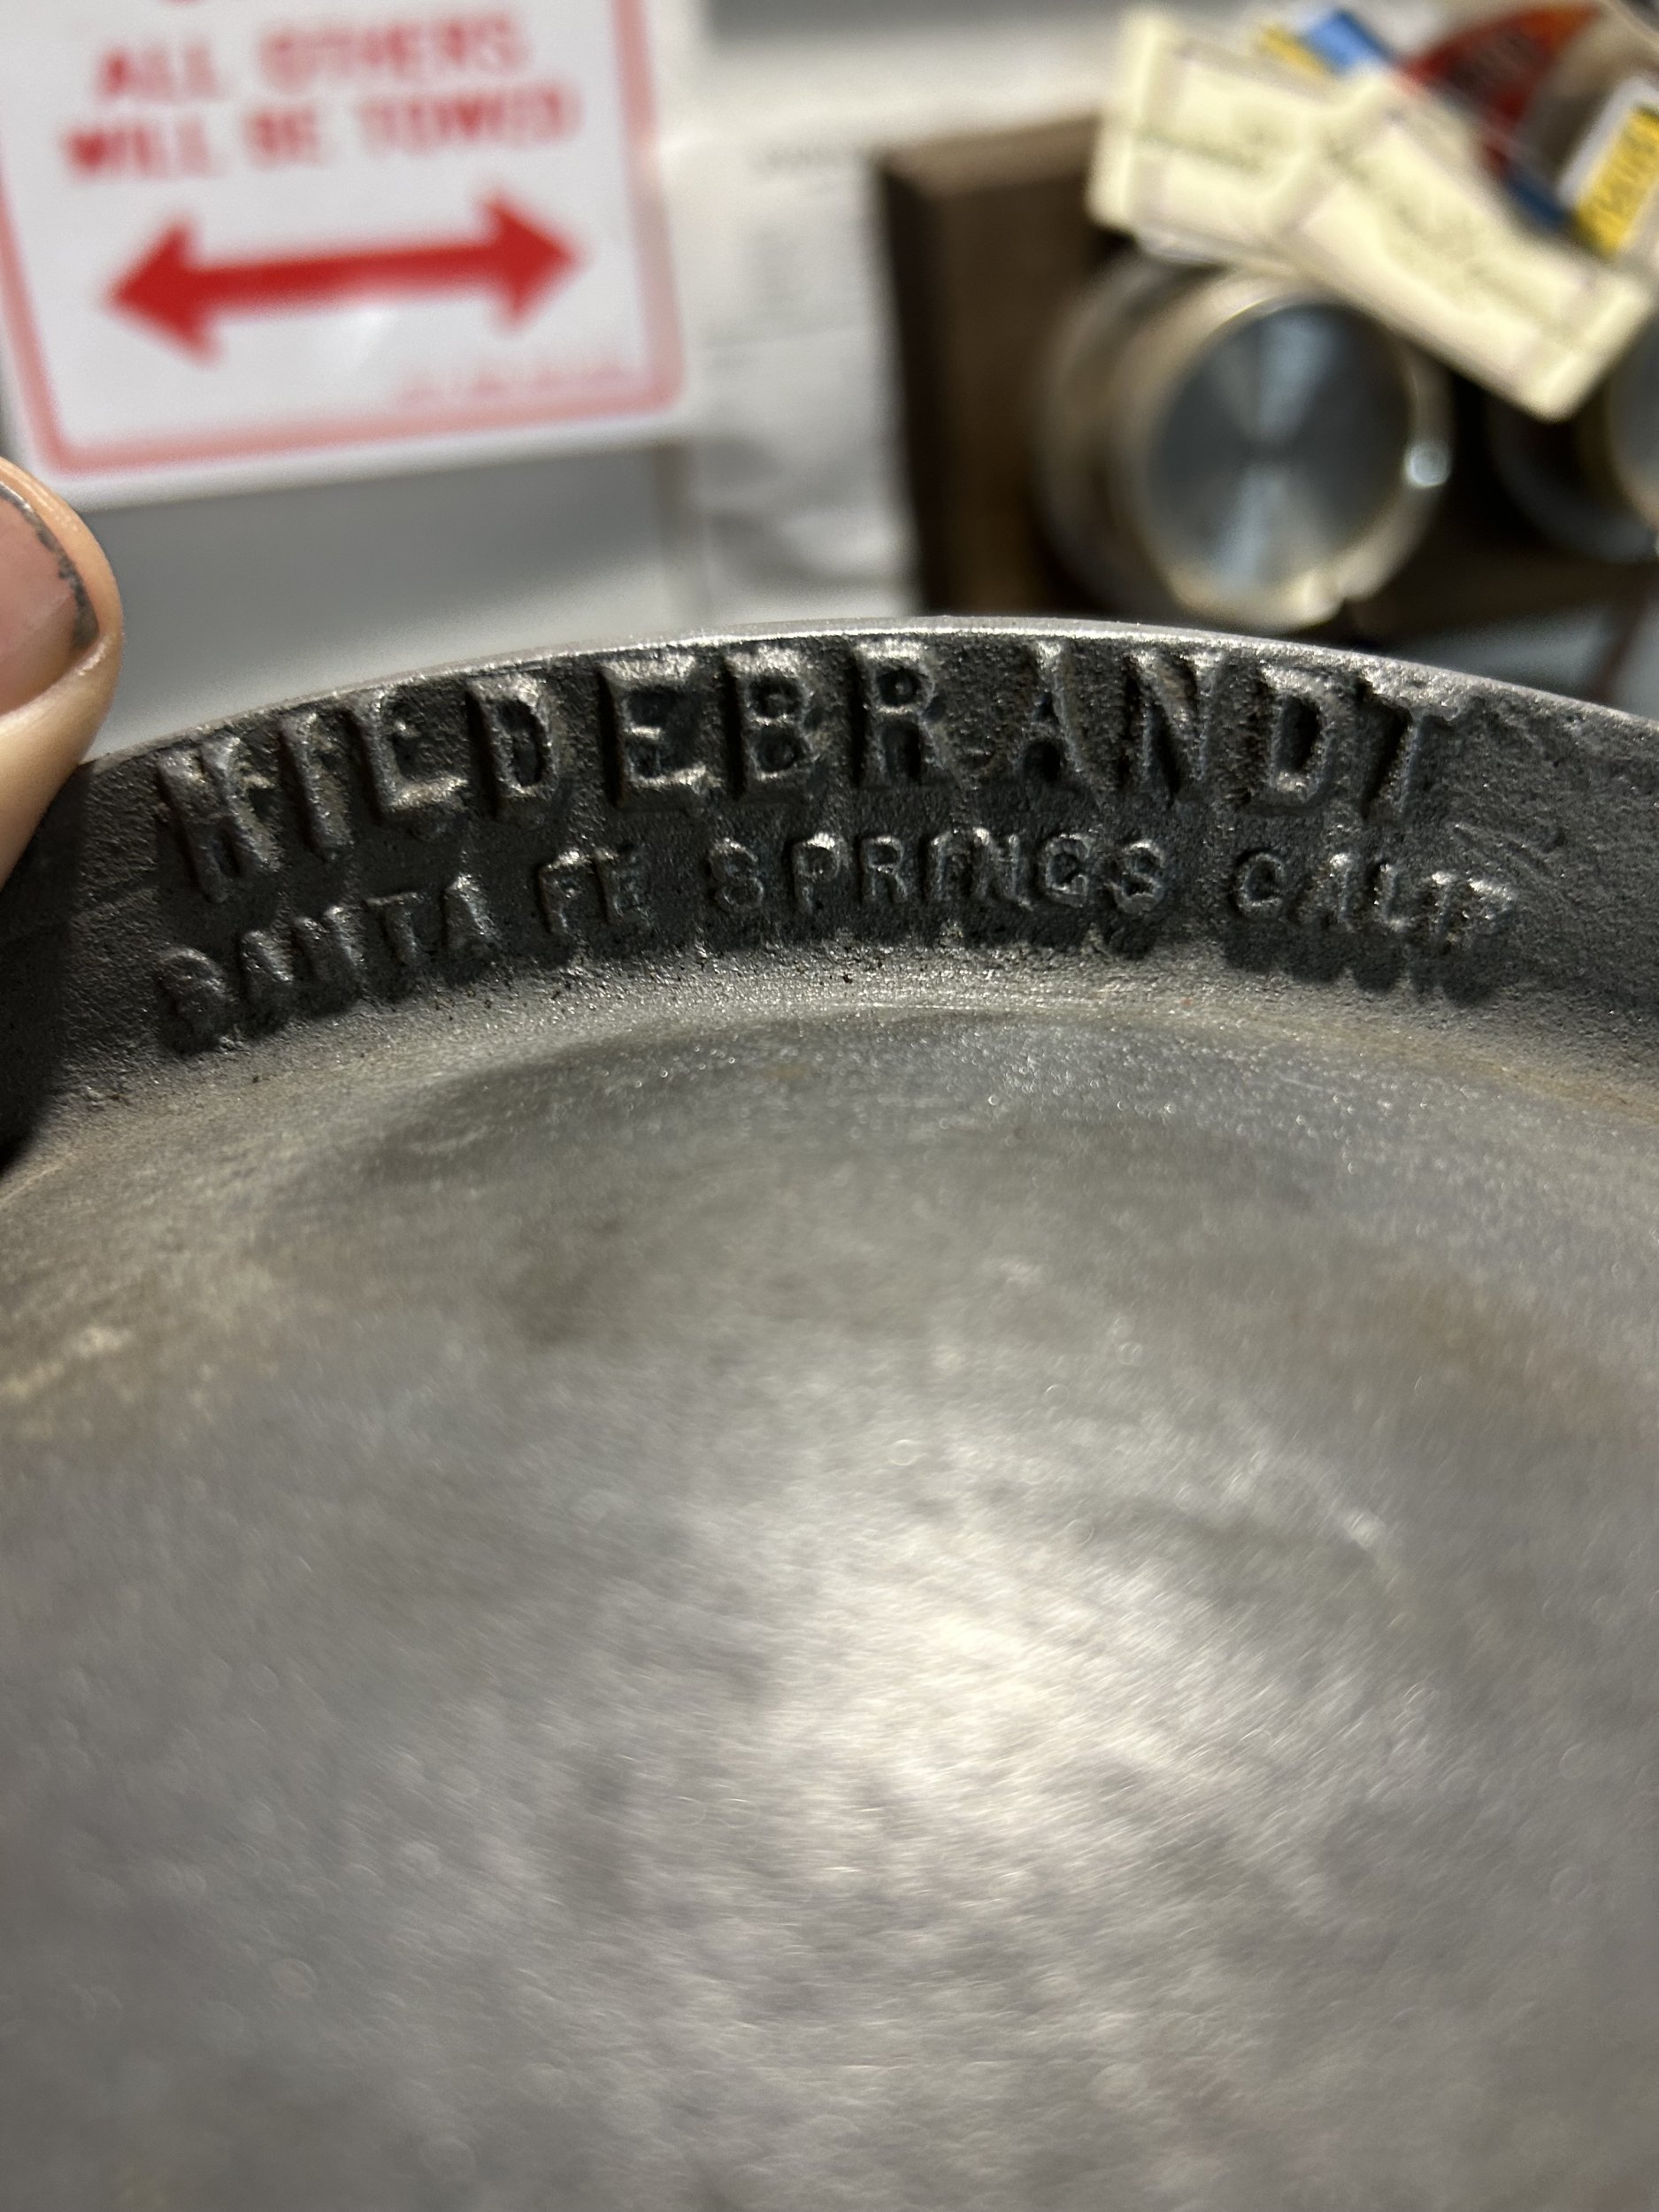 ALL OTHERS
WILL BE TOWED
HILDEBRANDT
SANTA FE SPRINGS CALIF